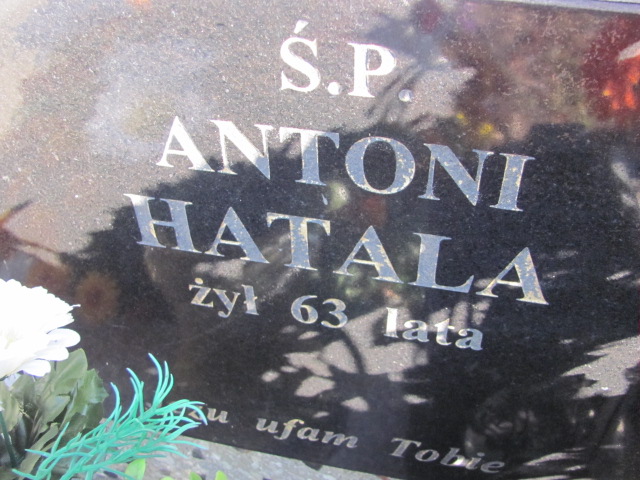 Ś.P.
ANTONI
HATALA
żył 63 lata
ufam Tobie